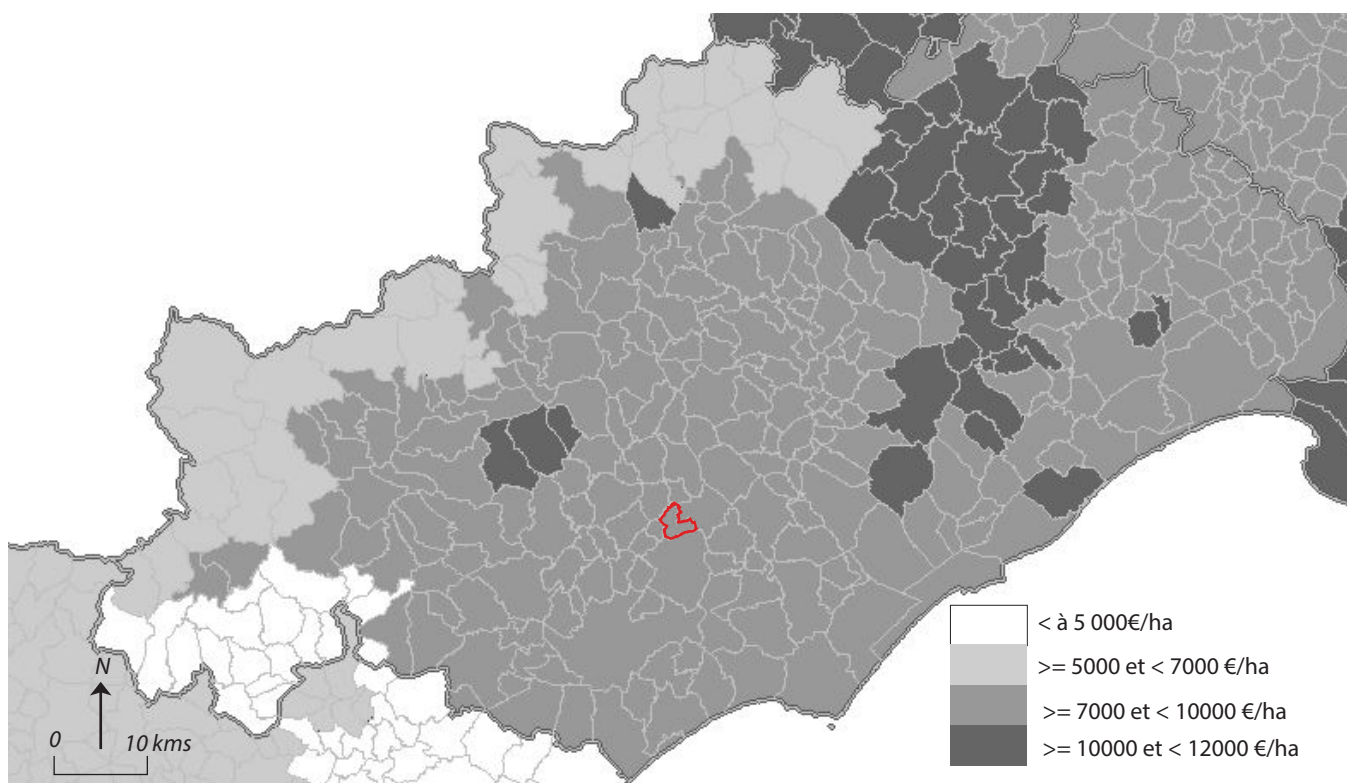 < à 5 000€/ha
>= 5000 et < 7000 €/ha
>= 7000 et < 10000 €/ha
>= 10000 et < 12000 €/ha
N
0 10 kms